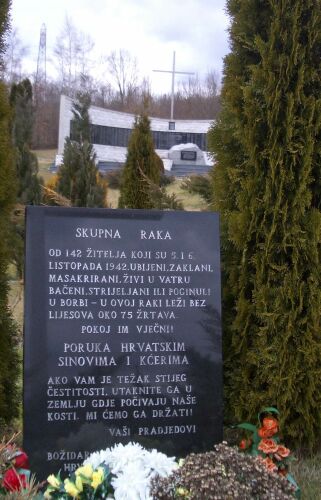 SKUPNA RAKA
OD 142 ŽITELJA KOJI SU 5. I 6.
LISTOPADA 1942. UBIJENI, ZAKLANI,
MASAKRIRANI, ŽIVI U VATRU
BAČENI, STRIJELJANI ILI POGINULI
U BORBI – U OVOJ RAKI LEŽI BEZ
LIJESOVA OKO 75 ŽRTAVA.
POKOJ IM VJEČNI!
PORUKA HRVATSKIM
SINOVIMA I KĆERIMA
AKO VAM JE TEŽAK STIJEG
ČESTITOSTI, UTAKNITE GA U
ZEMLJU GDJE POČIVAJU NAŠE
KOSTI. MI ĆEMO GA DRŽATI!
VAŠI PRADJEDOVI